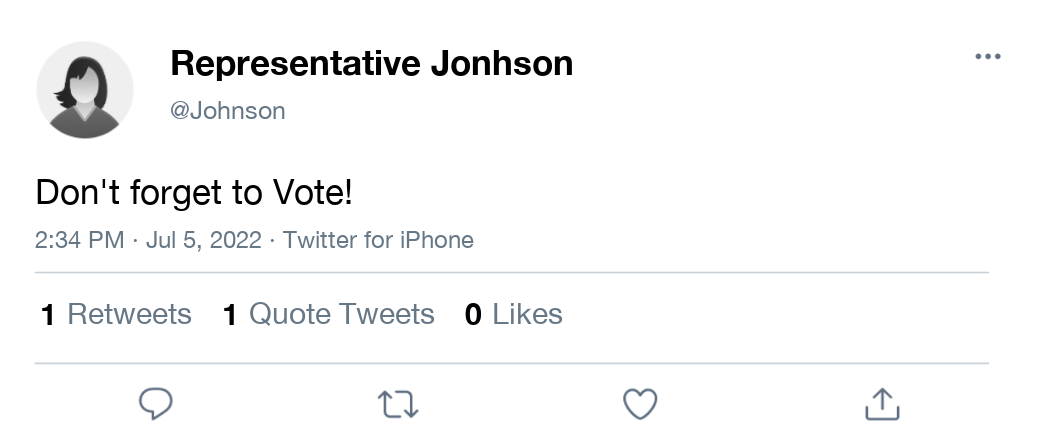 Representative Jonhson
@Johnson
Don't forget to Vote!
2:34 PM · Jul 5, 2022 · Twitter for iPhone
1 Retweets 1 Quote Tweets 0 Likes